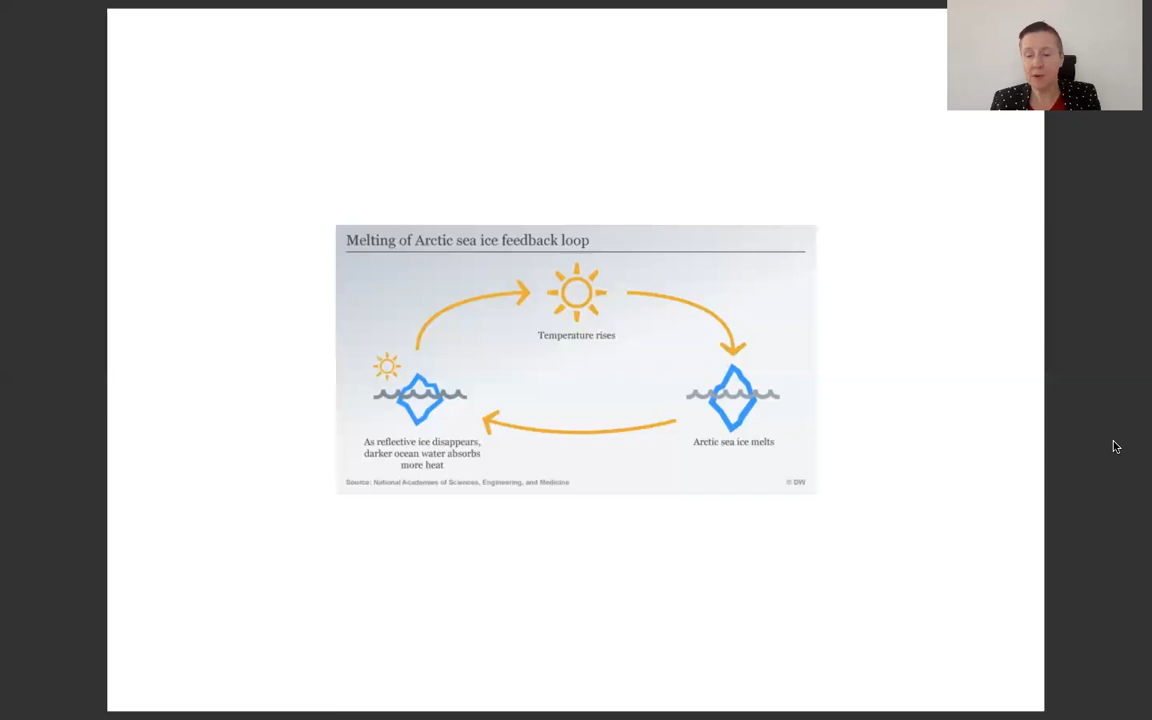 Melting of Arctic sea ice feedback loop
Temperature rises
As reflective ice disappears,
darker ocean water absorbs
more heat
Arctic sea ice melts
Source: National Academies of Sciences, Engineering, and Medicine
© DW